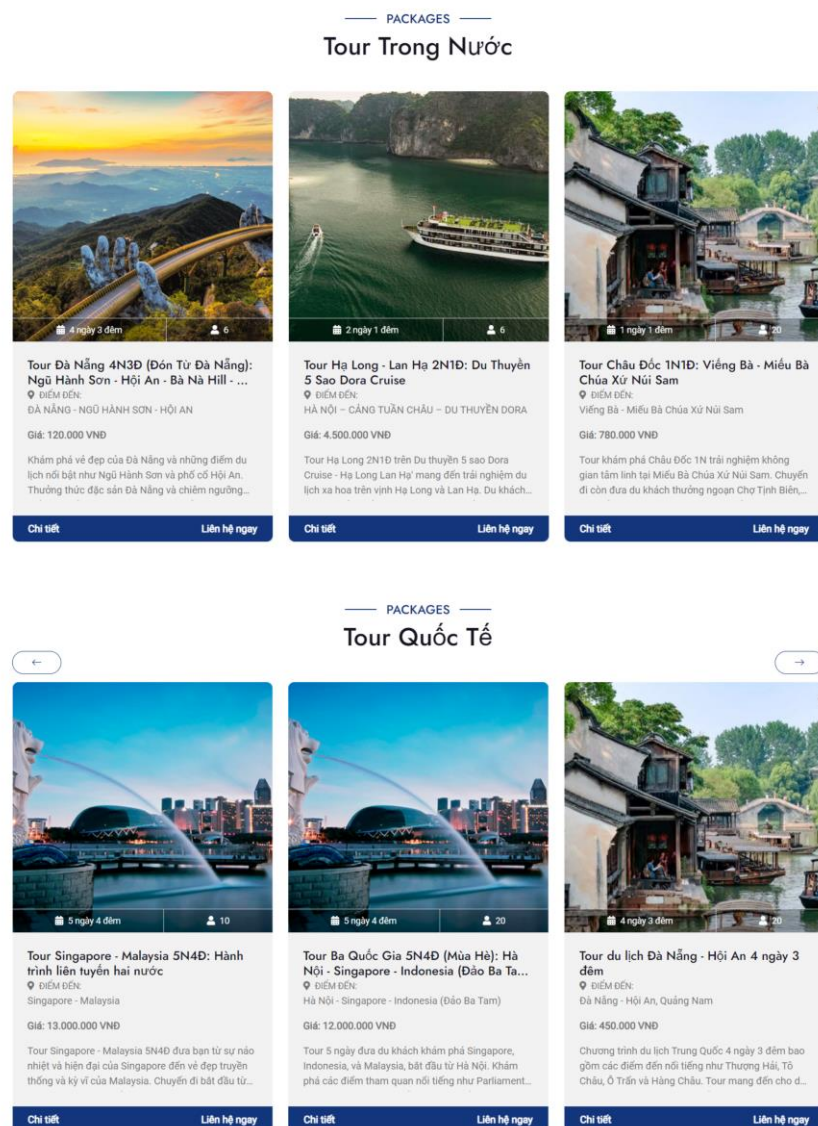 PACKAGES
Tour Trong Nước
4 ngày 3 đêm
6
2 ngày 1 đêm
6
1 ngày 1 đêm
20
Tour Đà Nẵng 4N3Đ (Đón Từ Đà Nẵng):
Ngũ Hành Sơn - Hội An - Bà Nà Hill - ...
ĐIỂM ĐẾN:
ĐÀ NẴNG - NGŨ HÀNH SƠN - HỘI AN
Giá: 120.000 VNĐ
Khám phá vẻ đẹp của Đà Nẵng và những điểm du
lịch nổi bật như Ngũ Hành Sơn và phố cổ Hội An.
Thưởng thức đặc sản Đà Nẵng và chiêm ngưỡng...
Chi tiết
Liên hệ ngay
Tour Hạ Long - Lan Hạ 2N1Đ: Du Thuyền
5 Sao Dora Cruise
ĐIỂM ĐẾN:
HÀ NỘI – CẢNG TUẦN CHÂU – DU THUYỀN DORA
Giá: 4.500.000 VNĐ
Tour Hạ Long 2N1Đ trên Du thuyền 5 sao Dora
Cruise - Hạ Long Lan Hạ' mang đến trải nghiệm du
lịch xa hoa trên vịnh Hạ Long và Lan Hạ. Du khách...
Chi tiết
Liên hệ ngay
Tour Châu Đốc 1N1Đ: Viếng Bà - Miếu Bà
Chúa Xứ Núi Sam
ĐIỂM ĐẾN:
Viếng Bà - Miếu Bà Chúa Xứ Núi Sam
Giá: 780.000 VNĐ
Tour khám phá Châu Đốc 1N trải nghiệm không
gian tâm linh tại Miếu Bà Chúa Xứ Núi Sam. Chuyến
đi còn đưa du khách thưởng ngoạn Chợ Tịnh Biên,...
Chi tiết
Liên hệ ngay
PACKAGES
Tour Quốc Tế
5 ngày 4 đêm
10
5 ngày 4 đêm
20
4 ngày 3 đêm
20
Tour Singapore - Malaysia 5N4Đ: Hành
trình liên tuyến hai nước
ĐIỂM ĐẾN:
Singapore - Malaysia
Giá: 13.000.000 VNĐ
Tour Singapore - Malaysia 5N4Đ đưa bạn từ sự náo
nhiệt và hiện đại của Singapore đến vẻ đẹp truyền
thống và kỳ vĩ của Malaysia. Chuyến đi bắt đầu từ...
Chi tiết
Liên hệ ngay
Tour Ba Quốc Gia 5N4Đ (Mùa Hè): Hà
Nội - Singapore - Indonesia (Đảo Ba Ta...
ĐIỂM ĐẾN:
Hà Nội - Singapore - Indonesia (Đảo Ba Tam)
Giá: 12.000.000 VNĐ
Tour 5 ngày đưa du khách khám phá Singapore,
Indonesia, và Malaysia, bắt đầu từ Hà Nội. Khám
phá các điểm tham quan nổi tiếng như Parliament...
Chi tiết
Liên hệ ngay
Tour du lịch Đà Nẵng - Hội An 4 ngày 3
đêm
ĐIỂM ĐẾN:
Đà Nẵng - Hội An, Quảng Nam
Giá: 450.000 VNĐ
Chương trình du lịch Trung Quốc 4 ngày 3 đêm bao
gồm các điểm đến nổi tiếng như Thượng Hải, Tô
Châu, Ô Trấn và Hàng Châu. Tour mang đến cho d...
Chi tiết
Liên hệ ngay